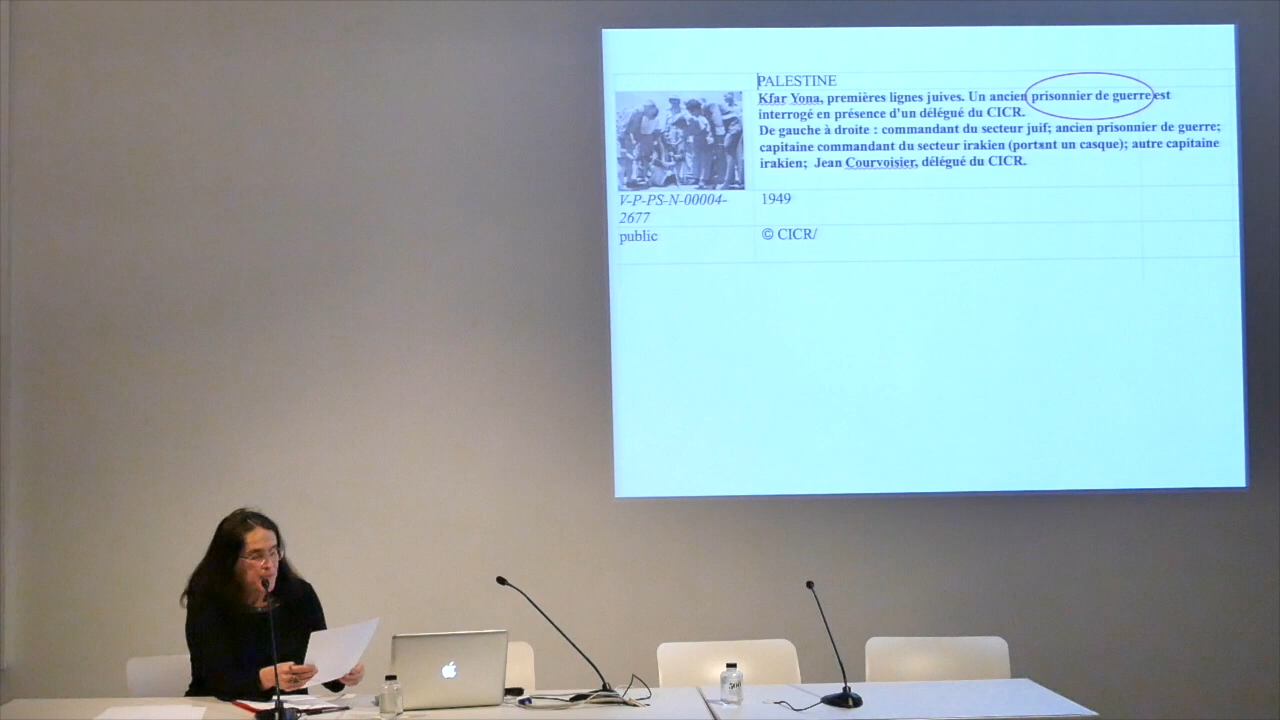 PALESTINE
Kfar Yona, premières lignes juives. Un ancien prisonnier de guerre est
interrogé en présence d'un délégué du CICR.
De gauche à droite : commandant du secteur juif; ancien prisonnier de guerre;
capitaine commandant du secteur irakien (portant un casque); autre capitaine
irakien; Jean Courvoisier, délégué du CICR.
V-P-PS-N-00004-
2677
1949
public
© CICR/
500